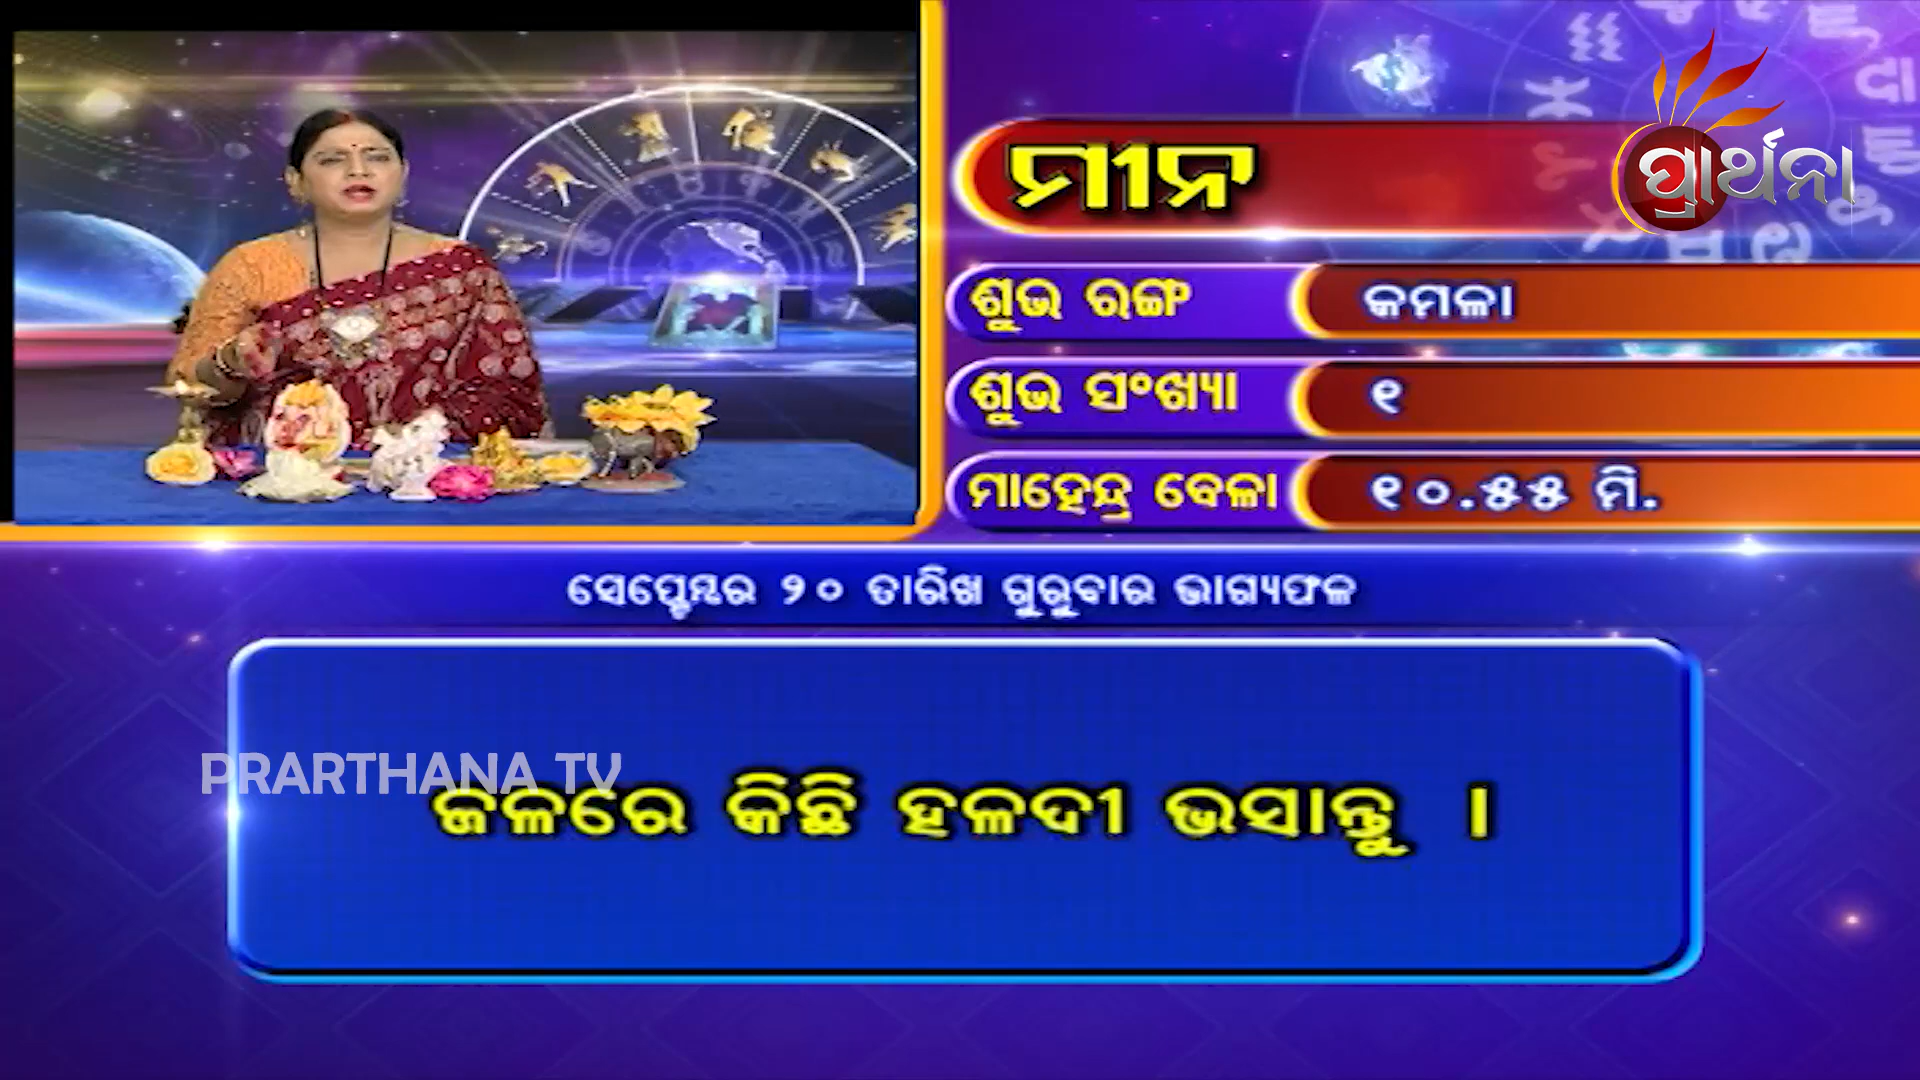 ମୀନ
ପ୍ରାର୍ଥନା
ଶୁଭ ରଙ୍ଗ କମଳା
ଶୁଭ ସଂଖ୍ୟା ୧
ମାହେନ୍ଦ୍ର ବେଳା ୧୦.୫୫ ମି.
ସେପ୍ଟେମ୍ବର ୨୦ ତାରିଖ ଗୁରୁବାର ଭାଗ୍ୟଫଳ
PRARTHANA TV
ଜଳରେ କିଛି ହଳଦୀ ଭସାନ୍ତୁ ।